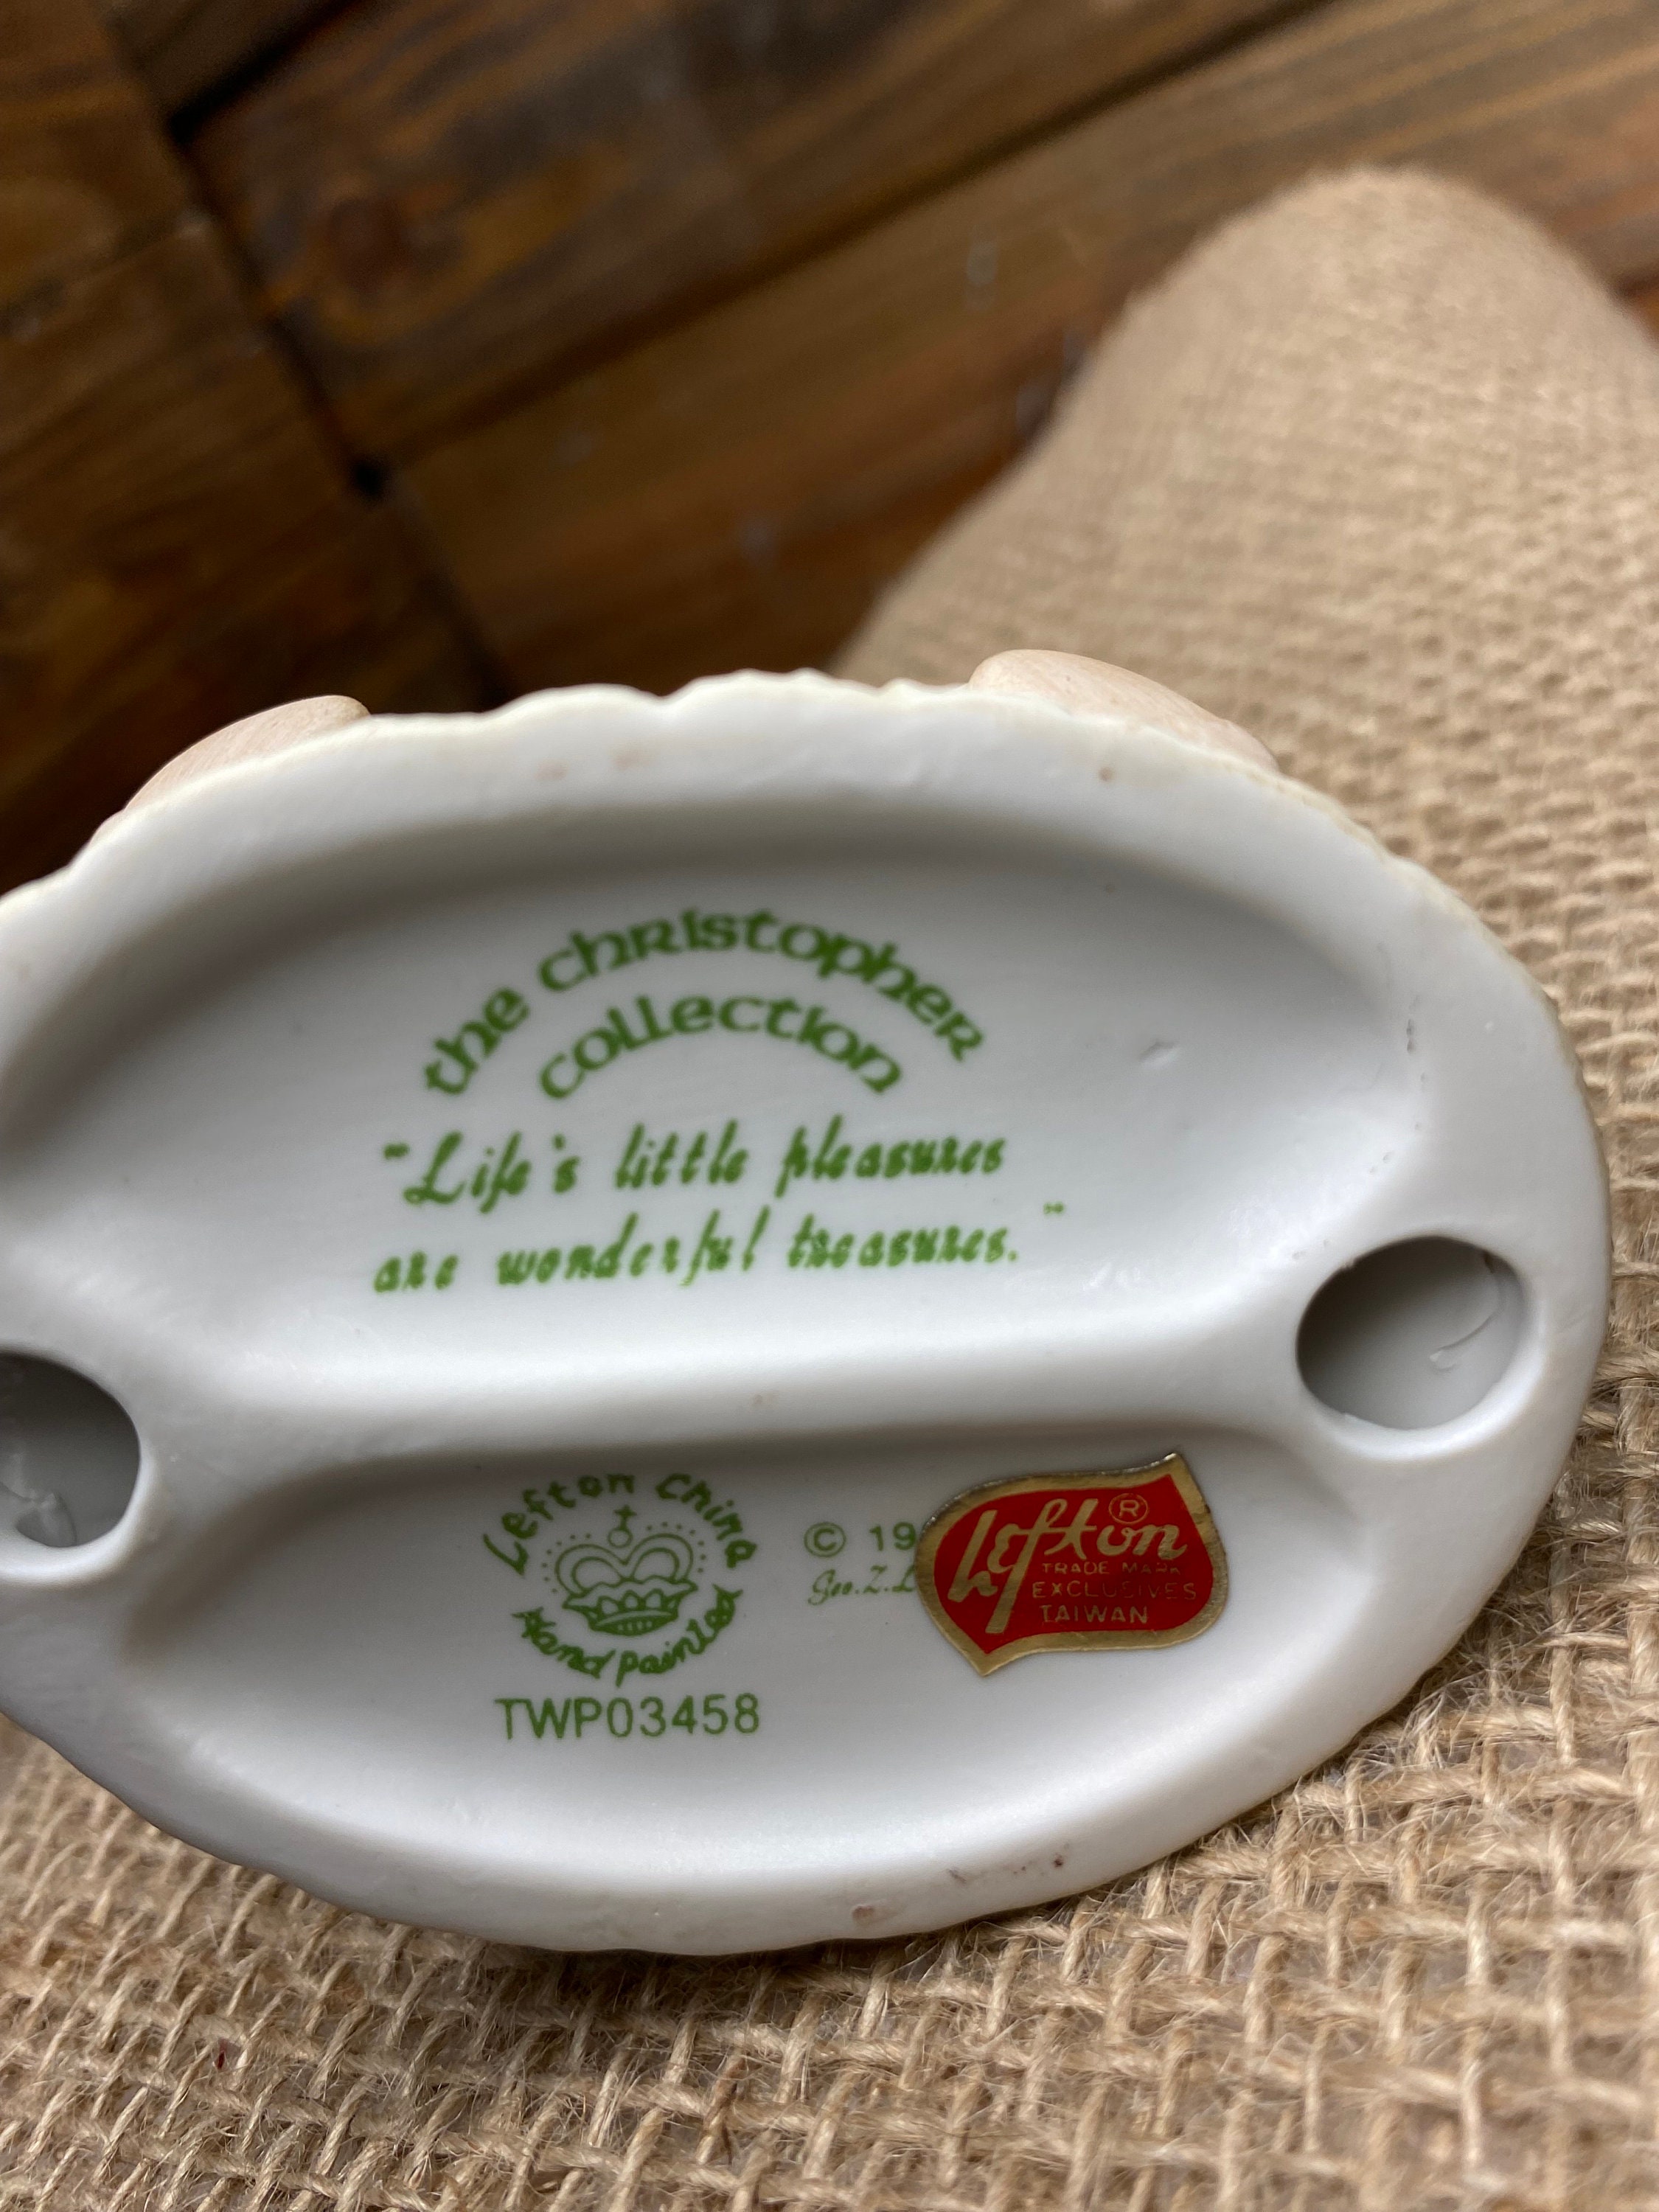 the christopher
collection
"Life's little pleasures
are wonderful treasures."
Lefton China
Hand painted
TWP03458
© 19
Geo. Z. L
Lefton ®
TRADE MARK
EXCLUSIVES
TAIWAN